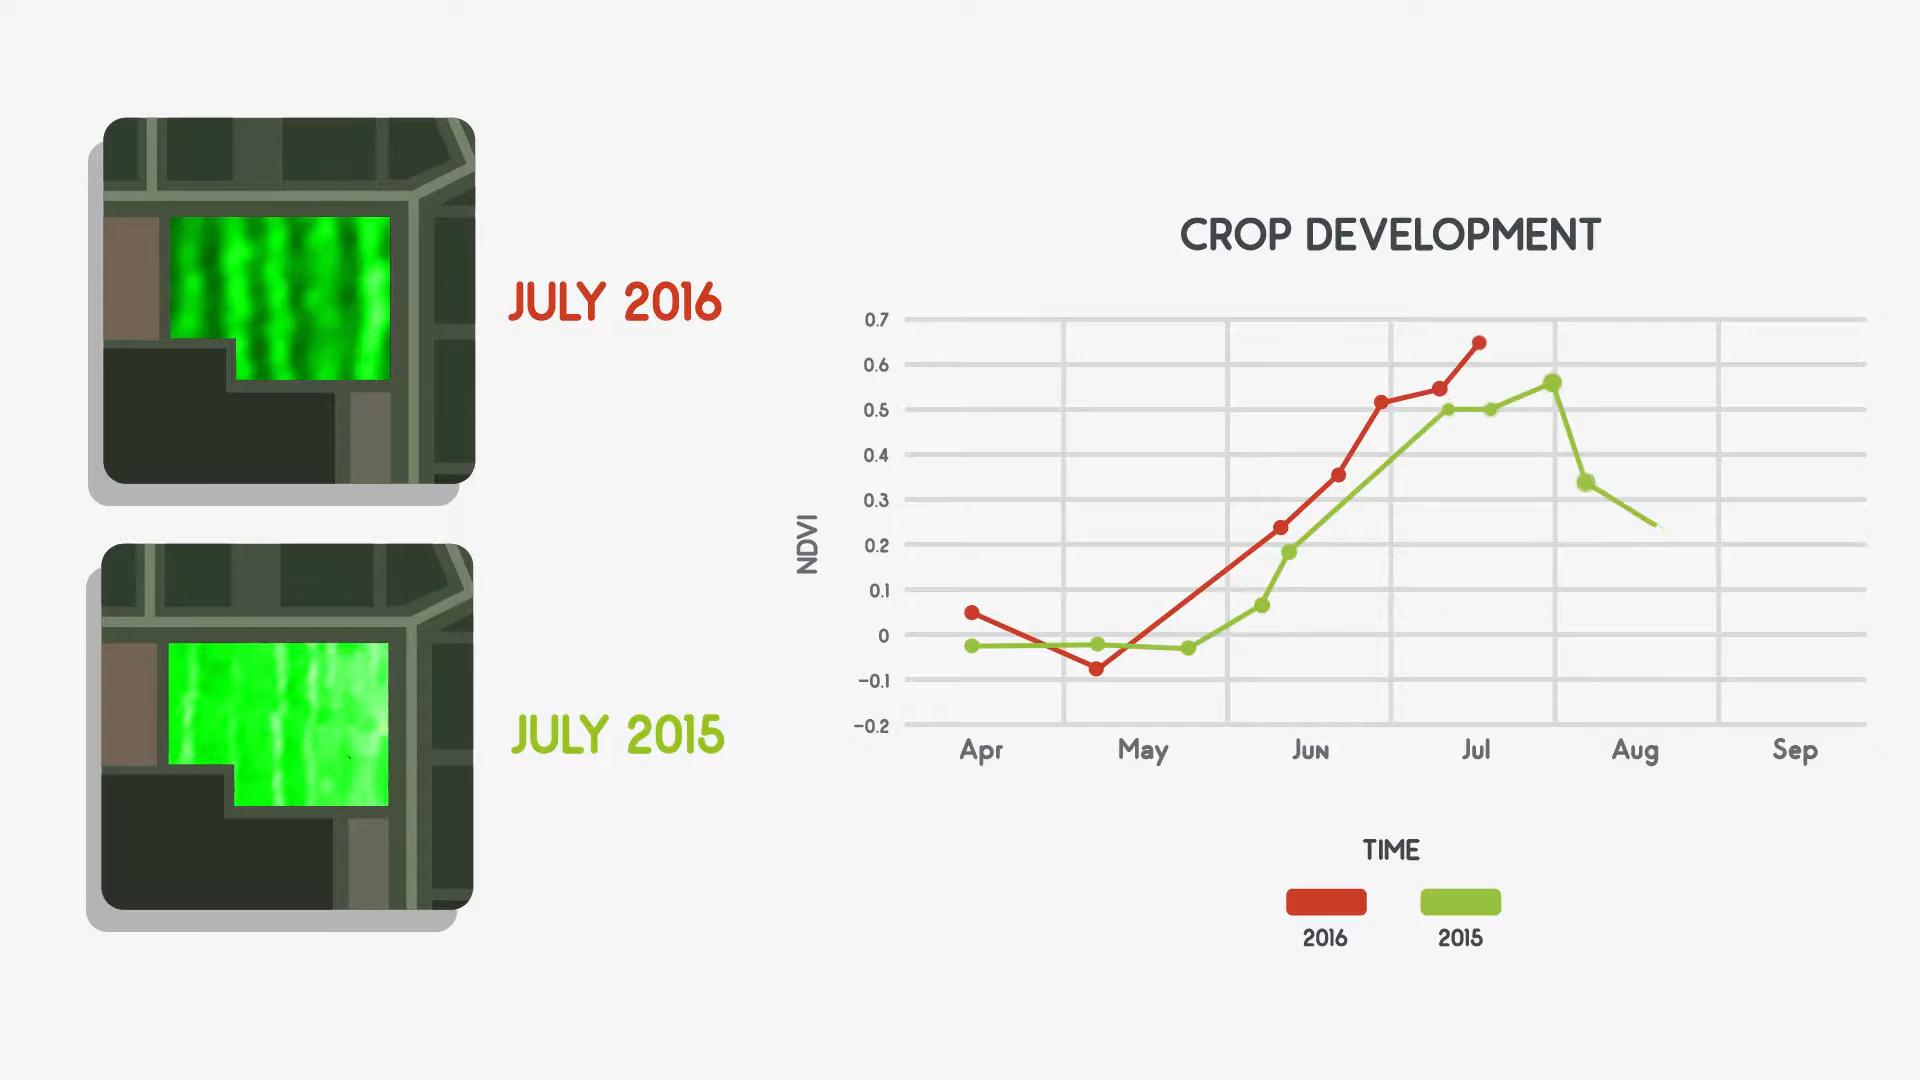 JULY 2016
JULY 2015
CROP DEVELOPMENT
NDVI
0.7
0.6
0.5
0.4
0.3
0.2
0.1
0
−0.1
−0.2
Apr May Jun Jul Aug Sep
TIME
2016 2015